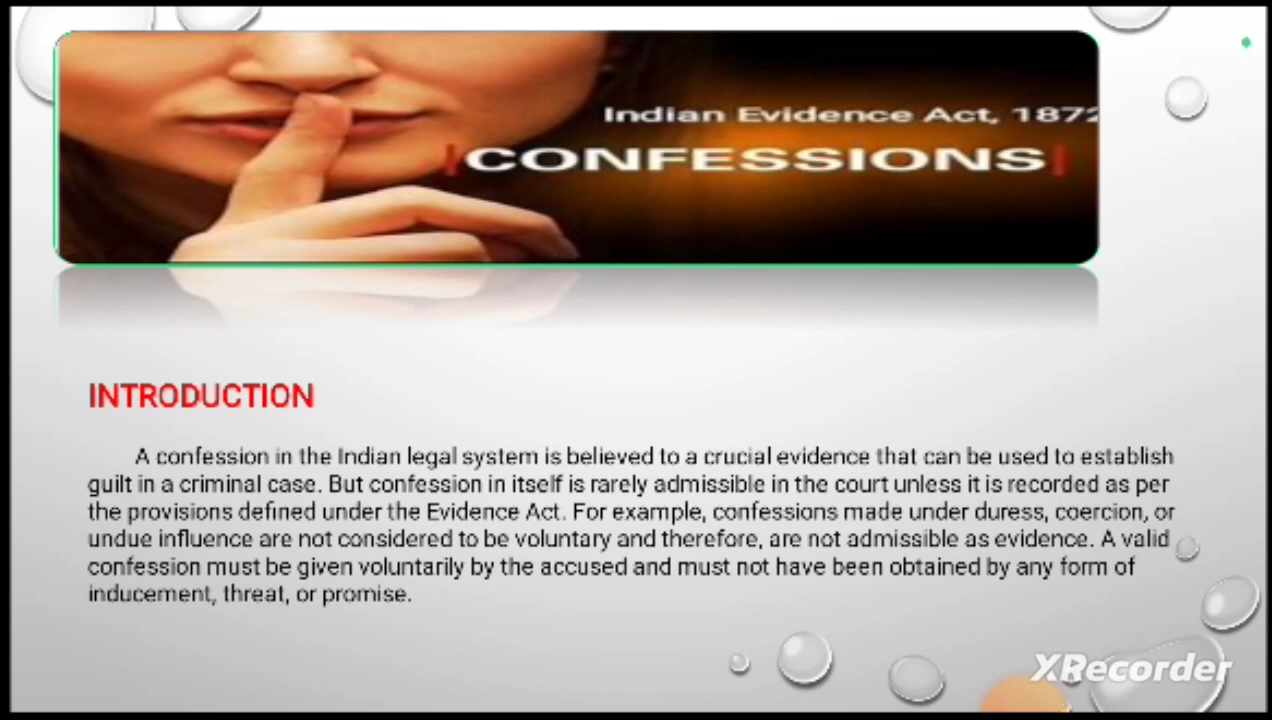 Indian Evidence Act, 1872
CONFESSIONS
INTRODUCTION
A confession in the Indian legal system is believed to a crucial evidence that can be used to establish
guilt in a criminal case. But confession in itself is rarely admissible in the court unless it is recorded as per
the provisions defined under the Evidence Act. For example, confessions made under duress, coercion, or
undue influence are not considered to be voluntary and therefore, are not admissible as evidence. A valid
confession must be given voluntarily by the accused and must not have been obtained by any form of
inducement, threat, or promise.
XRecorder